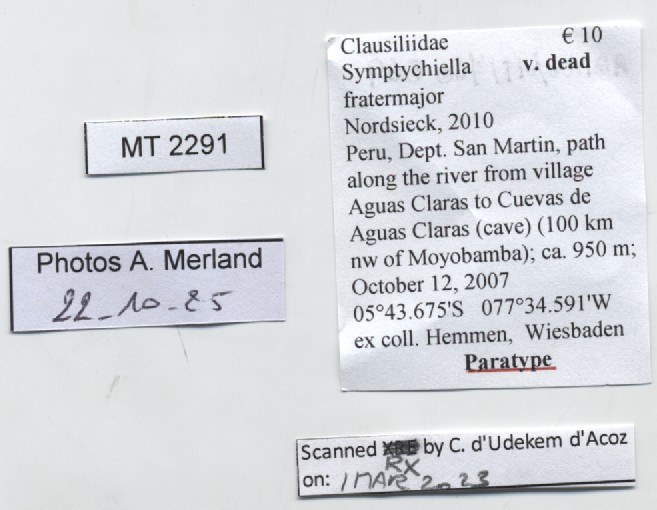 Clausiliidae € 10
Symptychiella v. dead
fratermajor
Nordsieck, 2010
Peru, Dept. San Martin, path
along the river from village
Aguas Claras to Cuevas de
Aguas Claras (cave) (100 km
nw of Moyobamba); ca. 950 m;
October 12, 2007
05°43.675'S 077°34.591'W
ex coll. Hemmen, Wiesbaden
Paratype
MT 2291
Photos A. Merland
22-10-25
Scanned by C. d'Udekem d'Acoz
RX
on: 1 MAR 2023